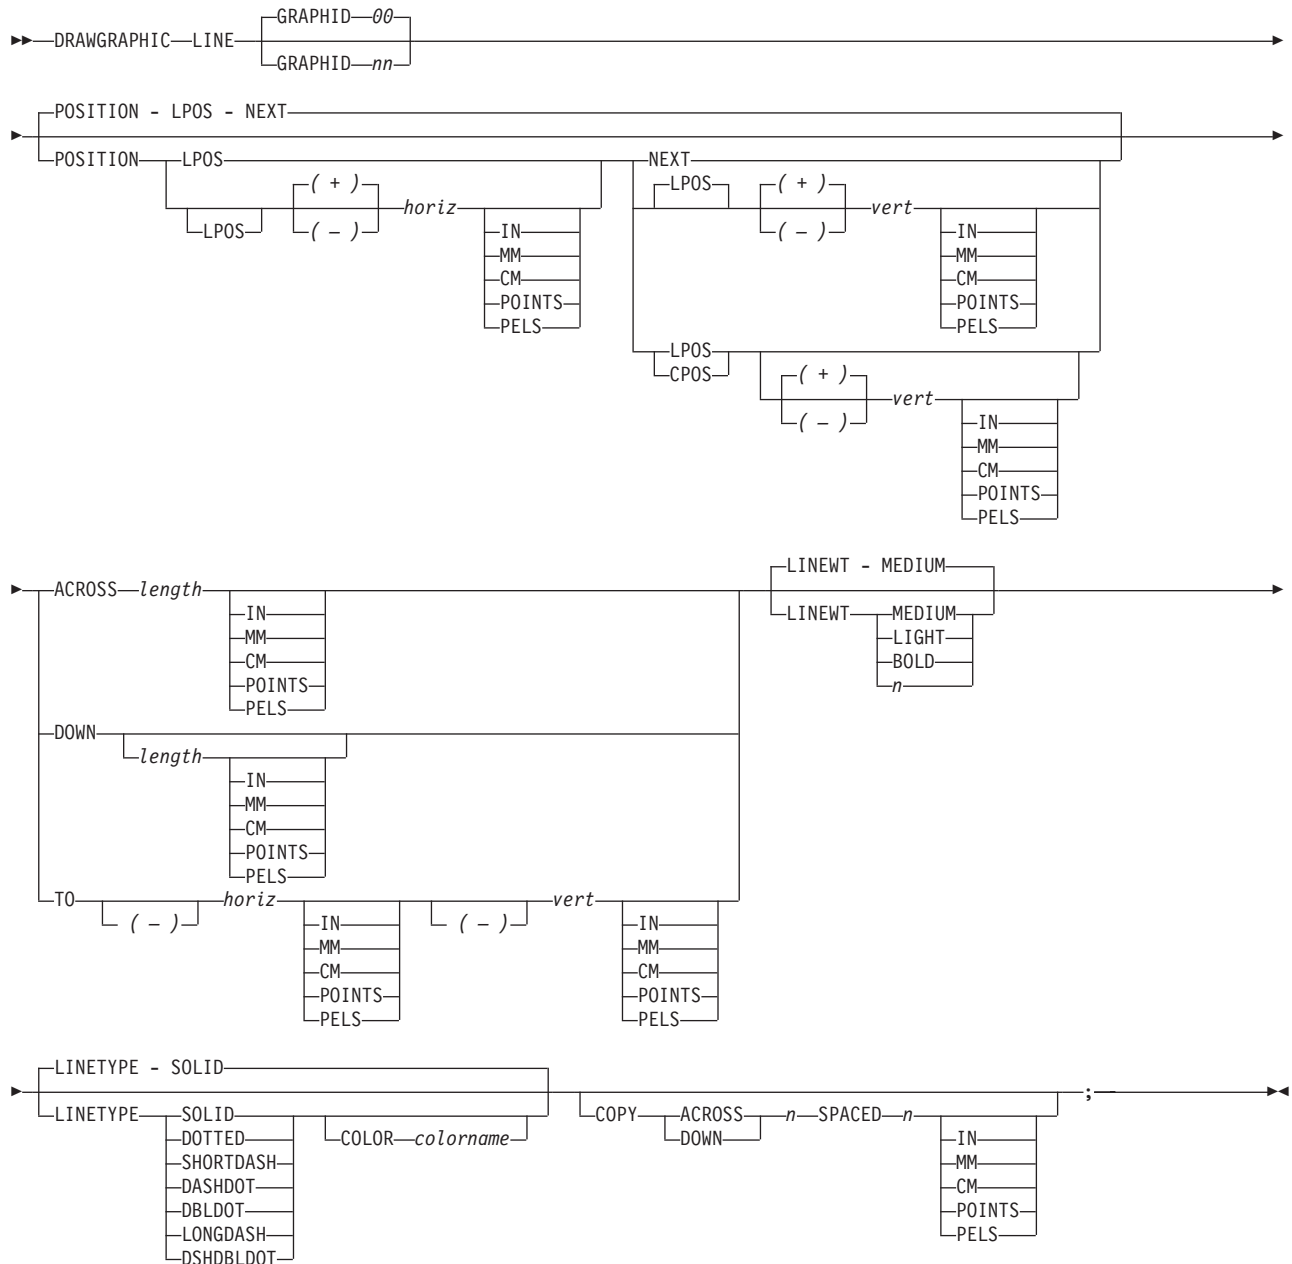 GRAPHID 00
DRAWGRAPHIC LINE
GRAPHID nn
POSITION - LPOS - NEXT
POSITION LPOS NEXT
( + ) LPOS ( + )
horiz vert
LPOS ( – ) IN ( – ) IN
MM MM
CM CM
POINTS POINTS
PELS PELS
LPOS
CPOS ( + )
vert
( – ) IN
MM
CM
POINTS
PELS
LINEWT - MEDIUM
ACROSS length
IN LINEWT MEDIUM
MM LIGHT
CM BOLD
POINTS n
PELS
DOWN
length
IN
MM
CM
POINTS
PELS
TO horiz vert
( – ) IN ( – ) IN
MM MM
CM CM
POINTS POINTS
PELS PELS
LINETYPE - SOLID
;
LINETYPE SOLID COPY ACROSS n SPACED n
DOTTED COLOR colorname DOWN IN
SHORTDASH MM
DASHDOT CM
DBLDOT POINTS
LONGDASH PELS
DSHDBLDOT